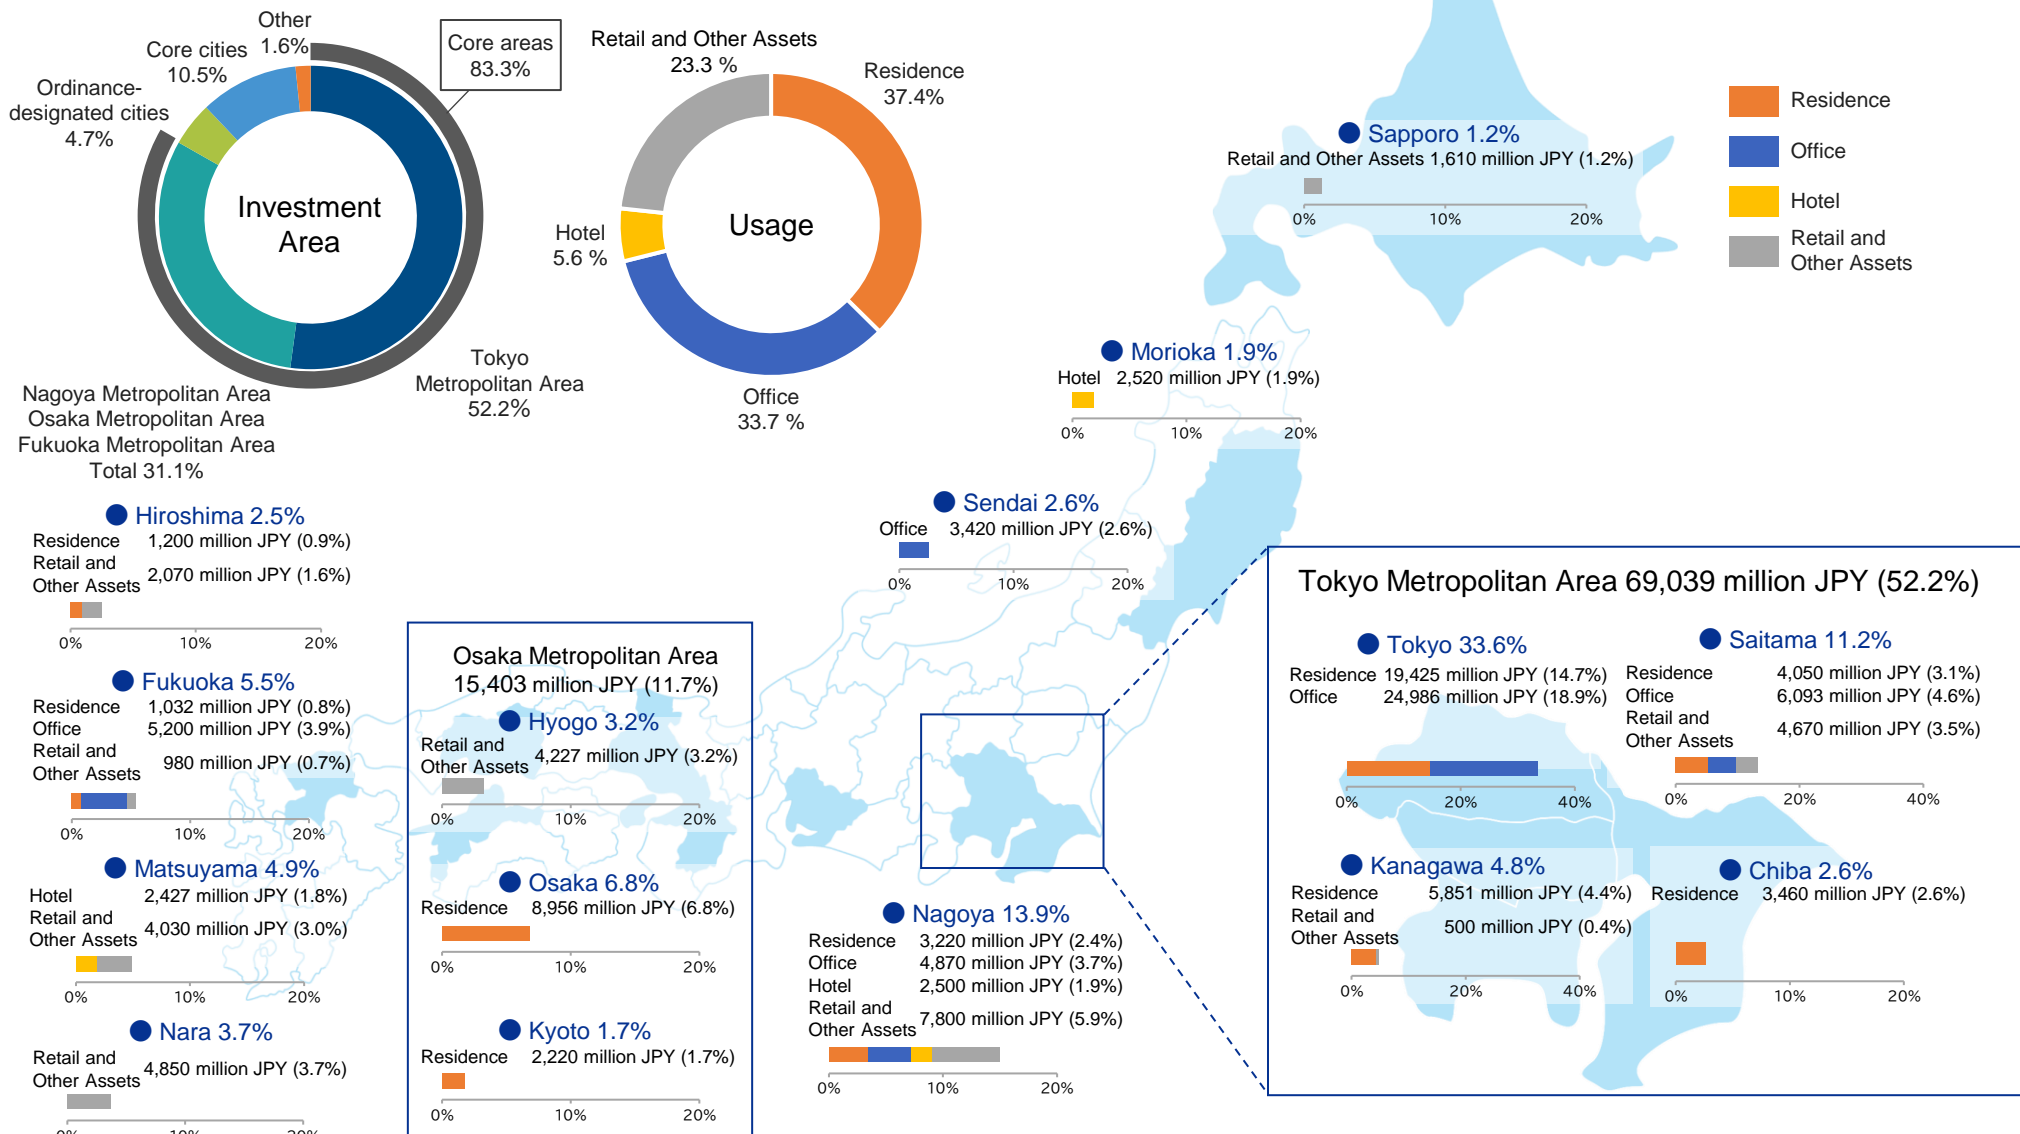 Other
1.6%
Core cities
10.5%
Ordinance-
designated cities
4.7%
Core areas
83.3%
Investment
Area
Tokyo
Metropolitan Area
52.2%
Nagoya Metropolitan Area
Osaka Metropolitan Area
Fukuoka Metropolitan Area
Total 31.1%
Retail and Other Assets
23.3 %
Residence
37.4%
Hotel
5.6 %
Usage
Office
33.7 %
Residence
Office
Hotel
Retail and
Other Assets
Sapporo 1.2%
Retail and Other Assets 1,610 million JPY (1.2%)
0% 10% 20%
Morioka 1.9%
Hotel 2,520 million JPY (1.9%)
0% 10% 20%
Sendai 2.6%
Office 3,420 million JPY (2.6%)
0% 10% 20%
Hiroshima 2.5%
Residence 1,200 million JPY (0.9%)
Retail and
Other Assets 2,070 million JPY (1.6%)
0% 10% 20%
Fukuoka 5.5%
Residence 1,032 million JPY (0.8%)
Office 5,200 million JPY (3.9%)
Retail and
Other Assets 980 million JPY (0.7%)
0% 10% 20%
Matsuyama 4.9%
Hotel 2,427 million JPY (1.8%)
Retail and
Other Assets 4,030 million JPY (3.0%)
0% 10% 20%
Nara 3.7%
Retail and
Other Assets 4,850 million JPY (3.7%)
0% 10% 20%
Osaka Metropolitan Area
15,403 million JPY (11.7%)
Hyogo 3.2%
Retail and
Other Assets 4,227 million JPY (3.2%)
0% 10% 20%
Osaka 6.8%
Residence 8,956 million JPY (6.8%)
0% 10% 20%
Kyoto 1.7%
Residence 2,220 million JPY (1.7%)
0% 10% 20%
Nagoya 13.9%
Residence 3,220 million JPY (2.4%)
Office 4,870 million JPY (3.7%)
Hotel 2,500 million JPY (1.9%)
Retail and
Other Assets 7,800 million JPY (5.9%)
0% 10% 20%
Tokyo Metropolitan Area 69,039 million JPY (52.2%)
Tokyo 33.6%
Residence 19,425 million JPY (14.7%)
Office 24,986 million JPY (18.9%)
0% 20% 40%
Saitama 11.2%
Residence 4,050 million JPY (3.1%)
Office 6,093 million JPY (4.6%)
Retail and
Other Assets 4,670 million JPY (3.5%)
0% 20% 40%
Kanagawa 4.8%
Residence 5,851 million JPY (4.4%)
Retail and
Other Assets 500 million JPY (0.4%)
0% 20% 40%
Chiba 2.6%
Residence 3,460 million JPY (2.6%)
0% 10% 20%